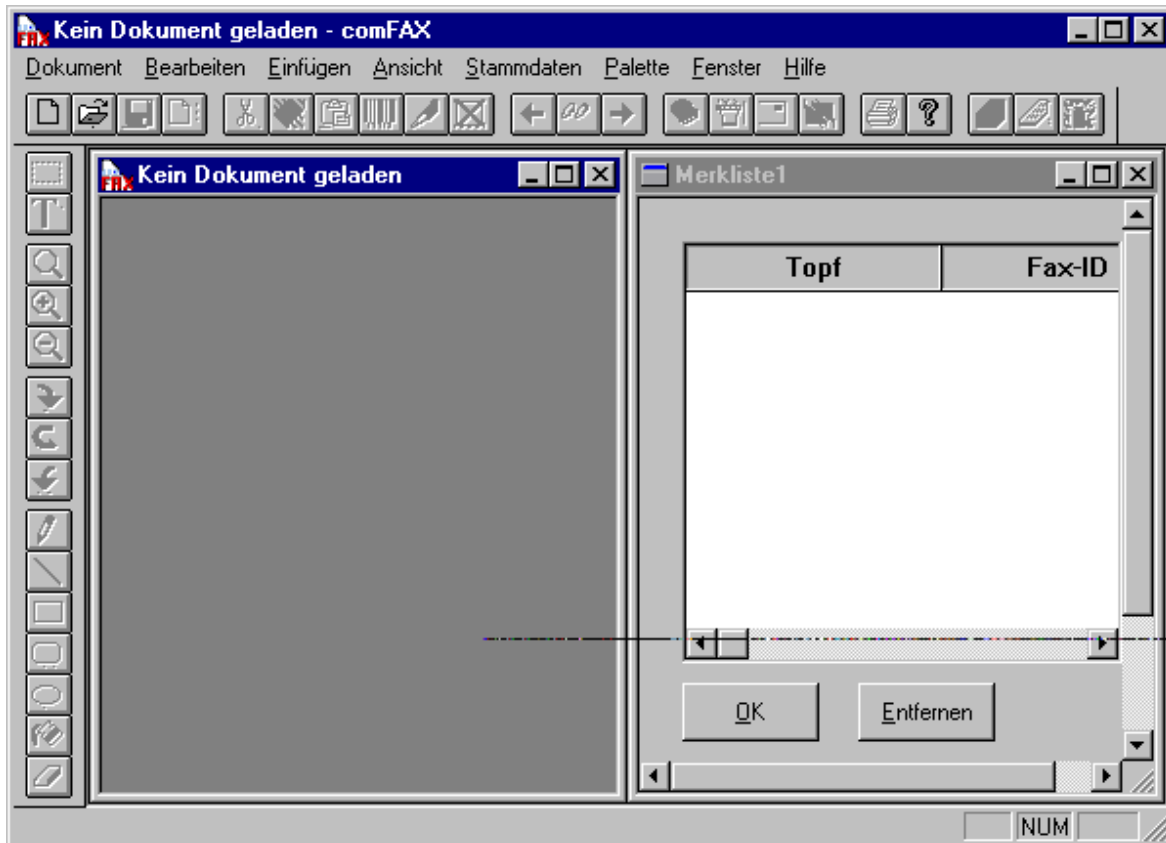 Kein Dokument geladen - comFAX
Dokument Bearbeiten Einfügen Ansicht Stammdaten Palette Fenster Hilfe
Kein Dokument geladen
Merkliste1
Topf Fax-ID
OK Entfernen
NUM